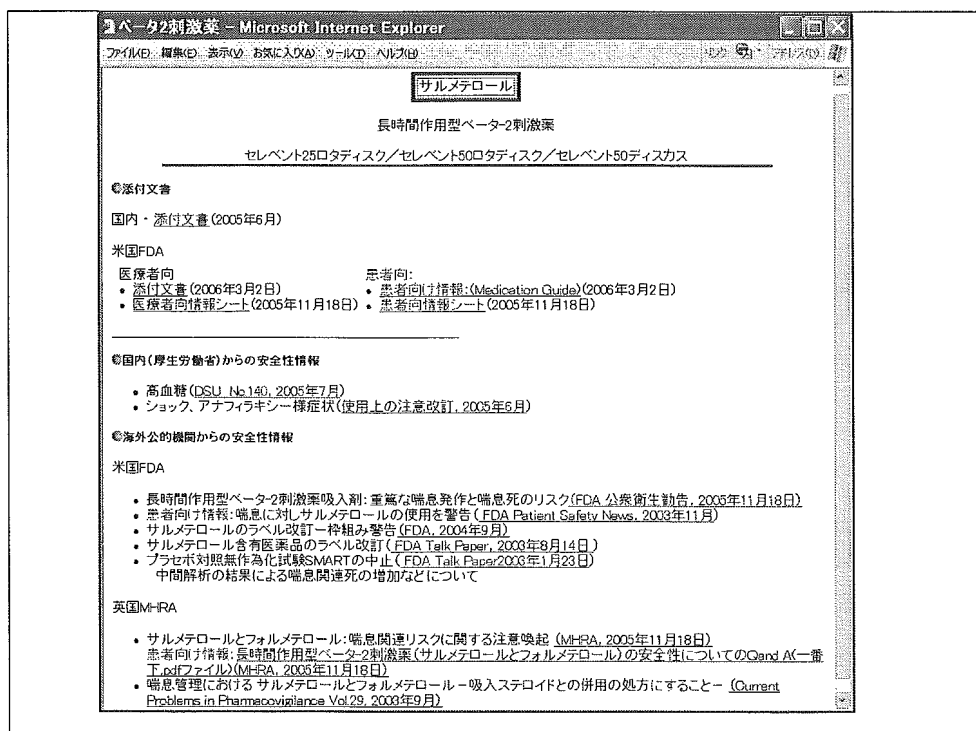 ベータ2刺激薬 - Microsoft Internet Explorer
ファイル(F) 編集(E) 表示(V) お気に入り(A) ツール(T) ヘルプ(H) リンク アドレス(D)
サルメテロール
長時間作用型ベータ-2刺激薬
セレベント25ロタディスク/セレベント50ロタディスク/セレベント50ディスカス
◎添付文書
国内 - 添付文書(2005年6月)
米国FDA
医療者向 患者向:
• 添付文書(2006年3月2日) • 患者向け情報:(Medication Guide)(2006年3月2日)
• 医療者向情報シート(2005年11月18日) • 患者向情報シート(2005年11月18日)
◎国内(厚生労働省)からの安全性情報
• 高血糖(DSU No.140, 2005年7月)
• ショック、アナフィラキシー様症状(使用上の注意改訂, 2005年6月)
◎海外公的機関からの安全性情報
米国FDA
• 長時間作用型ベータ-2刺激薬吸入剤:重篤な喘息発作と喘息死のリスク(FDA 公衆衛生勧告, 2005年11月18日)
• 患者向け情報:喘息に対しサルメテロールの使用を警告( FDA Patient Safety News, 2003年11月)
• サルメテロールのラベル改訂ー枠組み警告(FDA, 2004年9月)
• サルメテロール含有医薬品のラベル改訂( FDA Talk Paper, 2003年8月14日 )
• プラセボ対照無作為化試験SMARTの中止( FDA Talk Paper2003年1月23日)
中間解析の結果による喘息関連死の増加などについて
英国MHRA
• サルメテロールとフォルメテロール:喘息関連リスクに関する注意喚起 (MHRA, 2005年11月18日)
患者向け情報:長時間作用型ベータ-2刺激薬(サルメテロールとフォルメテロール)の安全性についてのQand A(一番
下.pdfファイル)(MHRA, 2005年11月18日)
• 喘息管理における サルメテロールとフォルメテロール - 吸入ステロイドとの併用の処方にすることー (Current
Problems in Pharmacovigilance Vol.29, 2003年9月)